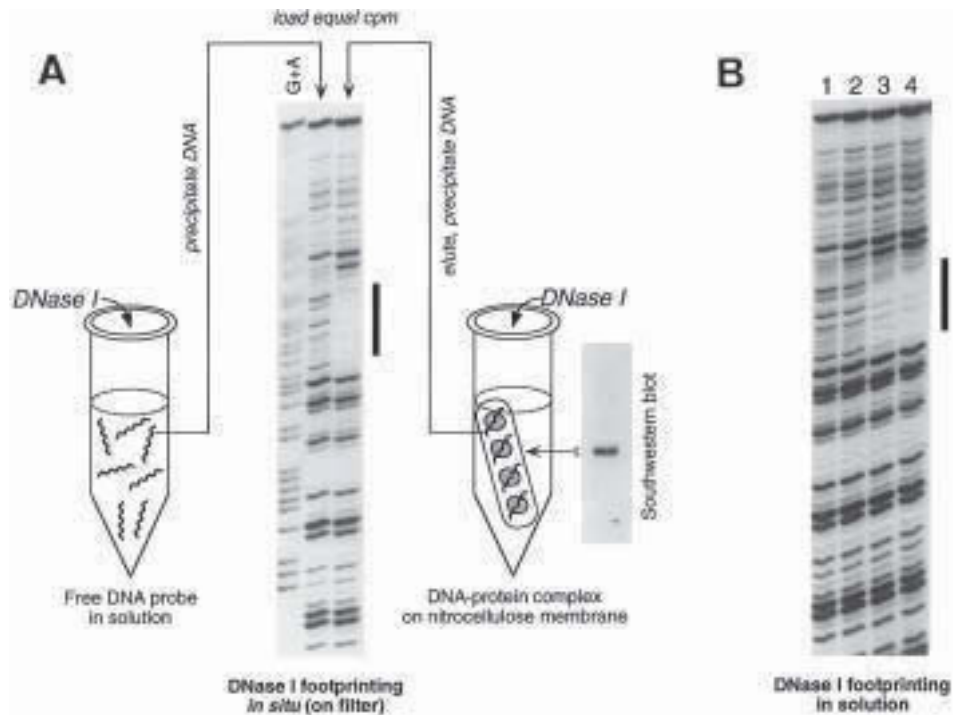 load equal cpm
A
G+A
precipitate DNA
elute, precipitate DNA
DNase I
DNase I
Southwestern blot
Free DNA probe
in solution
DNA-protein complex
on nitrocellulose membrane
DNase I footprinting
in situ (on filter)
B
1 2 3 4
DNase I footprinting
in solution